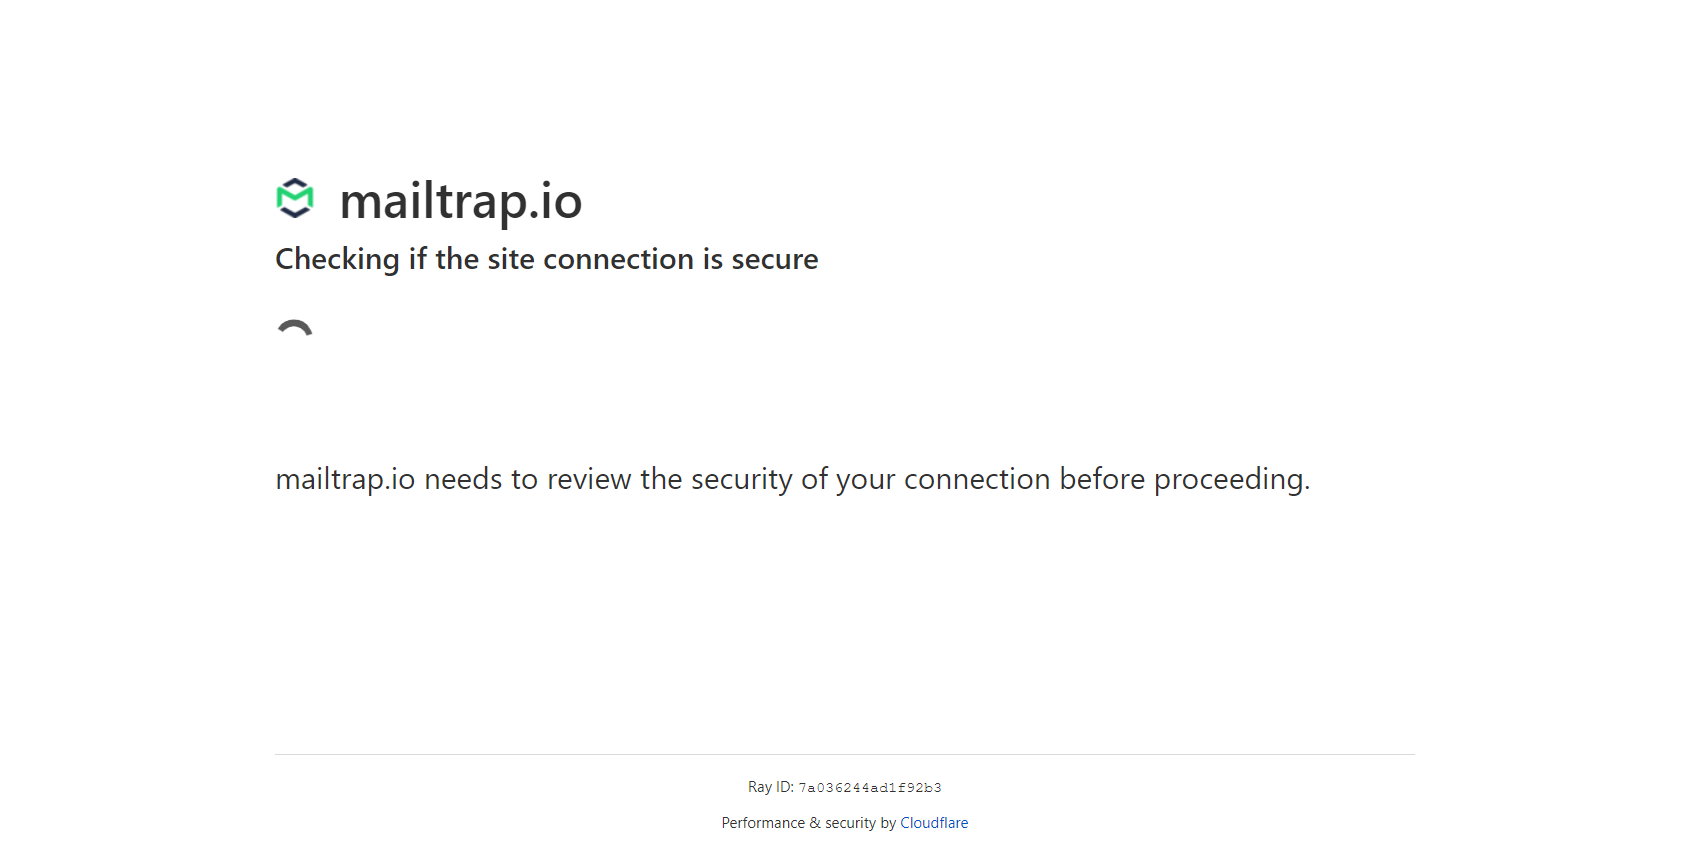 mailtrap.io
Checking if the site connection is secure
mailtrap.io needs to review the security of your connection before proceeding.
Ray ID: 7a036244ad1f92b3
Performance & security by Cloudflare